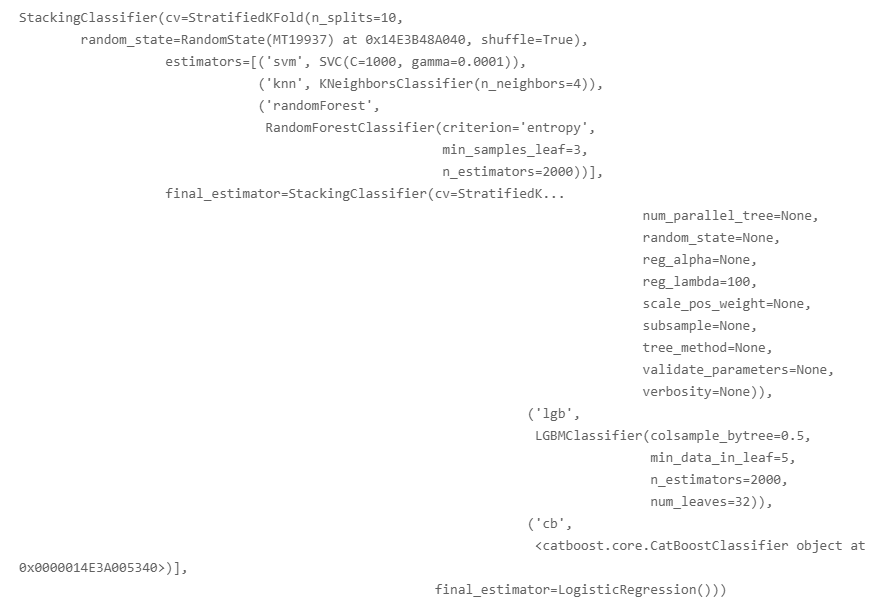 StackingClassifier(cv=StratifiedKFold(n_splits=10,
random_state=RandomState(MT19937) at 0x14E3B48A040, shuffle=True),
estimators=[('svm', SVC(C=1000, gamma=0.0001)),
('knn', KNeighborsClassifier(n_neighbors=4)),
('randomForest',
RandomForestClassifier(criterion='entropy',
min_samples_leaf=3,
n_estimators=2000))],
final_estimator=StackingClassifier(cv=StratifiedK...
num_parallel_tree=None,
random_state=None,
reg_alpha=None,
reg_lambda=100,
scale_pos_weight=None,
subsample=None,
tree_method=None,
validate_parameters=None,
verbosity=None)),
('lgb',
LGBMClassifier(colsample_bytree=0.5,
min_data_in_leaf=5,
n_estimators=2000,
num_leaves=32)),
('cb',
<catboost.core.CatBoostClassifier object at
0x0000014E3A005340>)],
final_estimator=LogisticRegression()))